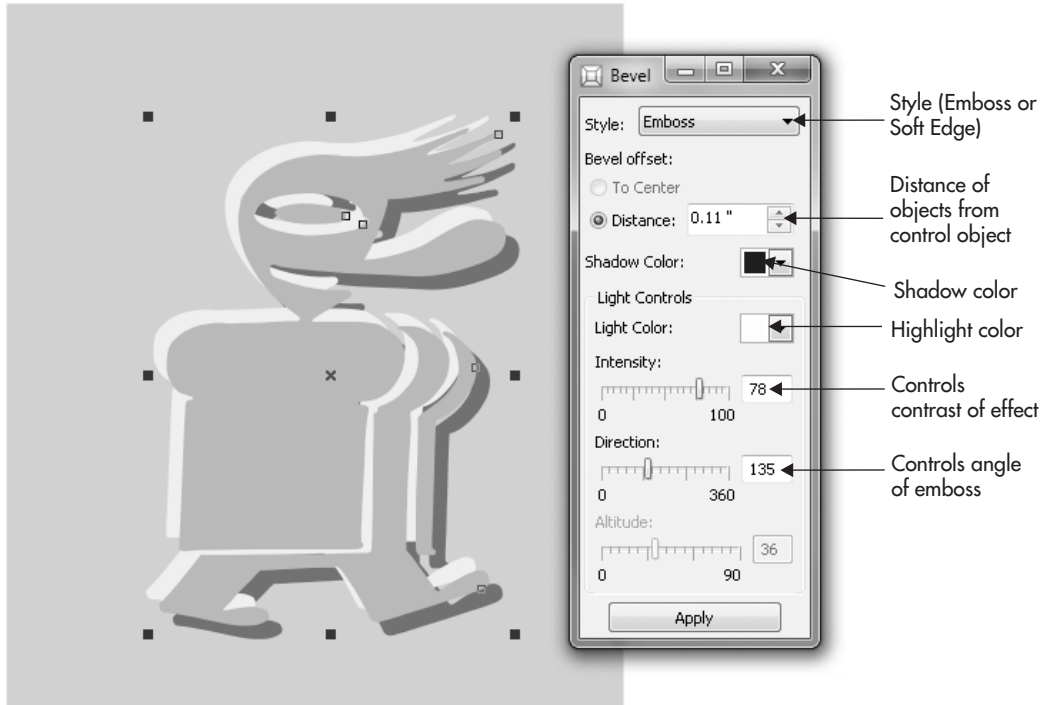 Bevel
Style: Emboss
Style (Emboss or
Soft Edge)
Bevel offset:
To Center
Distance: 0.11 "
Distance of
objects from
control object
Shadow Color:
Shadow color
Light Controls
Light Color:
Highlight color
Intensity:
78
0 100
Controls
contrast of effect
Direction:
135
0 360
Controls angle
of emboss
Altitude:
36
0 90
Apply